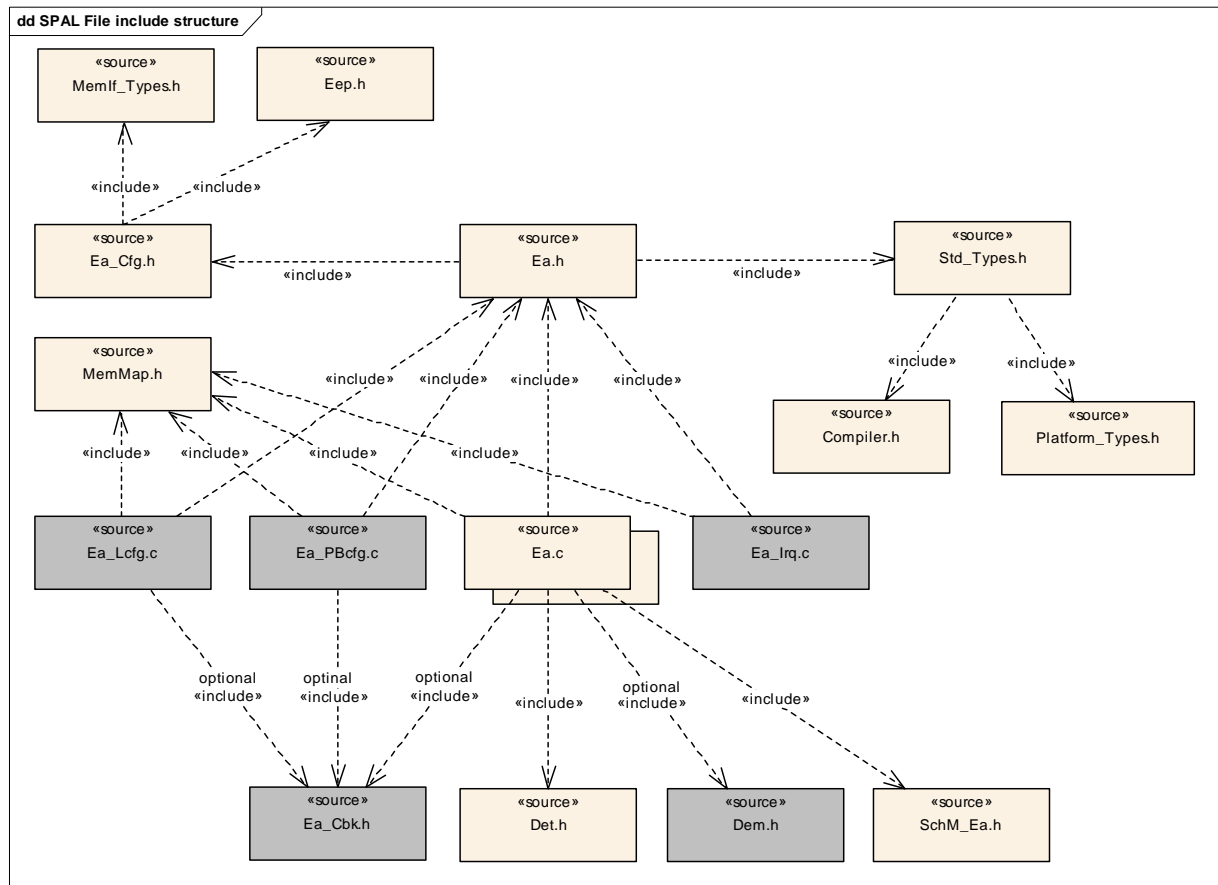 dd SPAL File include structure
«source»
MemIf_Types.h
«source»
Eep.h
«include»
«include»
«source»
Ea_Cfg.h
«source»
Ea.h
«source»
Std_Types.h
«include»
«include»
«include»
«include»
«source»
MemMap.h
«include»
«include»
«include»
«include»
«source»
Compiler.h
«source»
Platform_Types.h
«include»
«include»
«include»
«include»
«source»
Ea_Lcfg.c
«source»
Ea_PBcfg.c
«source»
Ea.c
«source»
Ea_Irq.c
optional
«include»
optinal
«include»
optional
«include»
«include»
optional
«include»
«include»
«source»
Ea_Cbk.h
«source»
Det.h
«source»
Dem.h
«source»
SchM_Ea.h